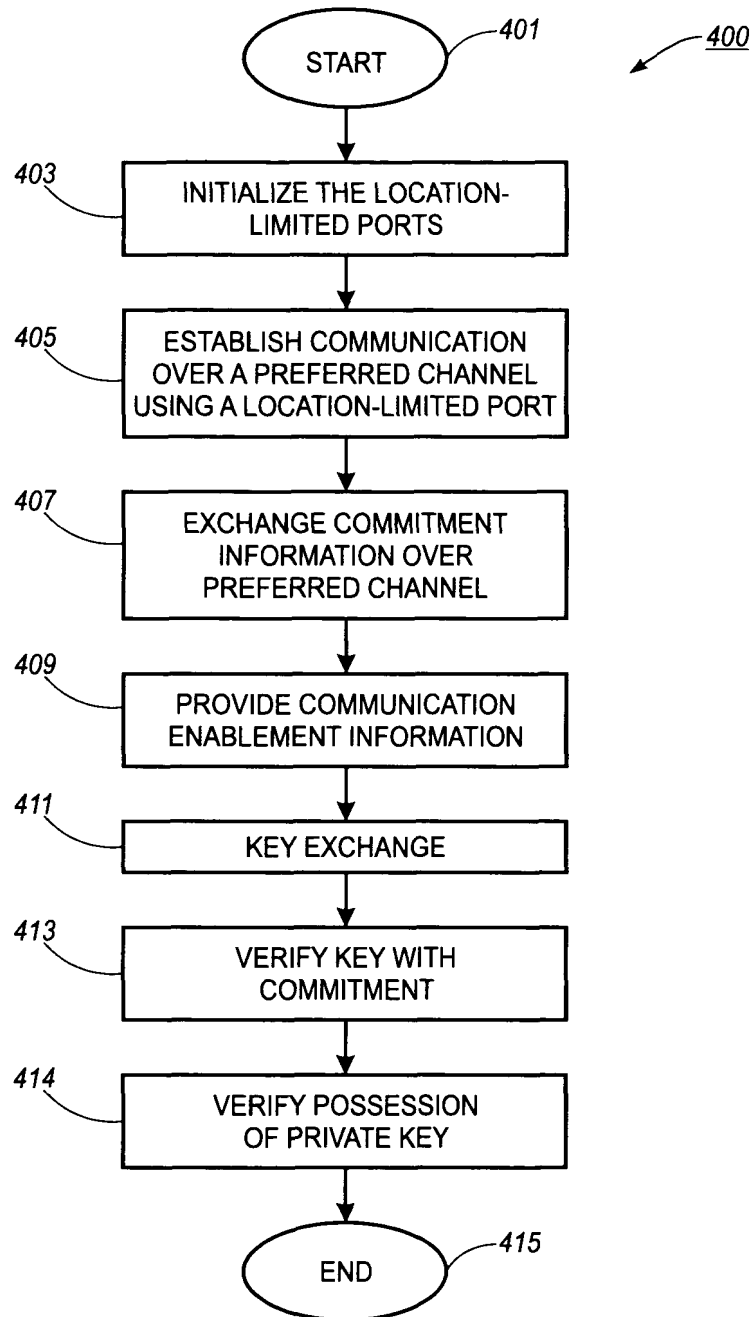 START
401
400
403
INITIALIZE THE LOCATION-
LIMITED PORTS
405
ESTABLISH COMMUNICATION
OVER A PREFERRED CHANNEL
USING A LOCATION-LIMITED PORT
407
EXCHANGE COMMITMENT
INFORMATION OVER
PREFERRED CHANNEL
409
PROVIDE COMMUNICATION
ENABLEMENT INFORMATION
411
KEY EXCHANGE
413
VERIFY KEY WITH
COMMITMENT
414
VERIFY POSSESSION
OF PRIVATE KEY
END
415